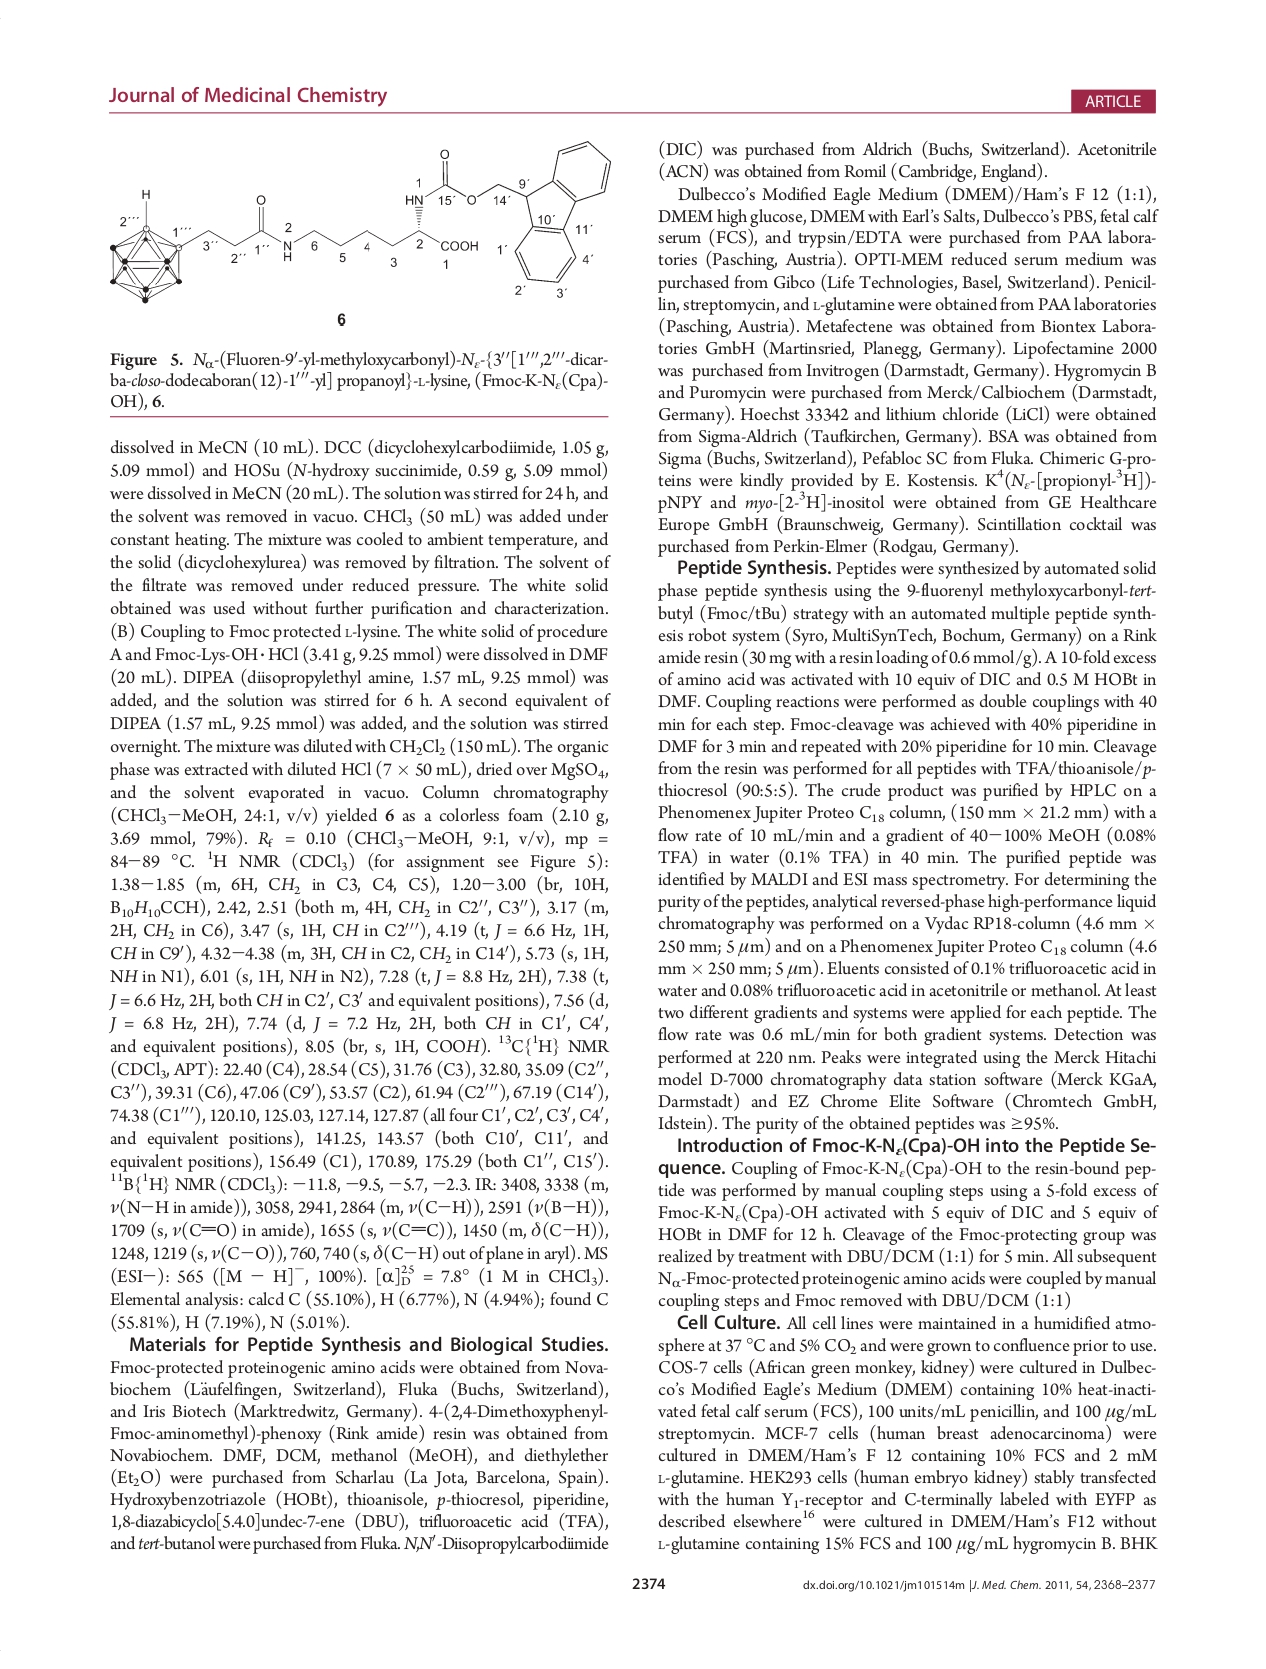 Journal of Medicinal Chemistry
ARTICLE
H
2´´´
1´´´
3´´
2´´
O
1´´
2
N
H
6
5
4
3
2
COOH
1
1
HN
O
15´
O
14´
9´
10´
11´
1´
2´
3´
4´
6
Figure 5. Nα-(Fluoren-9′-yl-methyloxycarbonyl)-Nε-{3′′[1′′′,2′′′-dicar-
ba-closo-dodecaboran(12)-1′′′-yl] propanoyl}-L-lysine, (Fmoc-K-Nε(Cpa)-
OH), 6.
dissolved in MeCN (10 mL). DCC (dicyclohexylcarbodiimide, 1.05 g,
5.09 mmol) and HOSu (N-hydroxy succinimide, 0.59 g, 5.09 mmol)
were dissolved in MeCN (20 mL). The solution was stirred for 24 h, and
the solvent was removed in vacuo. CHCl₃ (50 mL) was added under
constant heating. The mixture was cooled to ambient temperature, and
the solid (dicyclohexylurea) was removed by filtration. The solvent of
the filtrate was removed under reduced pressure. The white solid
obtained was used without further purification and characterization.
(B) Coupling to Fmoc protected L-lysine. The white solid of procedure
A and Fmoc-Lys-OH·HCl (3.41 g, 9.25 mmol) were dissolved in DMF
(20 mL). DIPEA (diisopropylethyl amine, 1.57 mL, 9.25 mmol) was
added, and the solution was stirred for 6 h. A second equivalent of
DIPEA (1.57 mL, 9.25 mmol) was added, and the solution was stirred
overnight. The mixture was diluted with CH₂Cl₂ (150 mL). The organic
phase was extracted with diluted HCl (7 × 50 mL), dried over MgSO₄,
and the solvent evaporated in vacuo. Column chromatography
(CHCl₃−MeOH, 24:1, v/v) yielded 6 as a colorless foam (2.10 g,
3.69 mmol, 79%). Rf = 0.10 (CHCl₃−MeOH, 9:1, v/v), mp =
84−89 °C. ¹H NMR (CDCl₃) (for assignment see Figure 5):
1.38−1.85 (m, 6H, CH₂ in C3, C4, C5), 1.20−3.00 (br, 10H,
B₁₀H₁₀CCH), 2.42, 2.51 (both m, 4H, CH₂ in C2′′, C3′′), 3.17 (m,
2H, CH₂ in C6), 3.47 (s, 1H, CH in C2′′′), 4.19 (t, J = 6.6 Hz, 1H,
CH in C9′), 4.32−4.38 (m, 3H, CH in C2, CH₂ in C14′), 5.73 (s, 1H,
NH in N1), 6.01 (s, 1H, NH in N2), 7.28 (t, J = 8.8 Hz, 2H), 7.38 (t,
J = 6.6 Hz, 2H, both CH in C2′, C3′ and equivalent positions), 7.56 (d,
J = 6.8 Hz, 2H), 7.74 (d, J = 7.2 Hz, 2H, both CH in C1′, C4′,
and equivalent positions), 8.05 (br, s, 1H, COOH). ¹³C{¹H} NMR
(CDCl₃, APT): 22.40 (C4), 28.54 (C5), 31.76 (C3), 32.80, 35.09 (C2′′,
C3′′), 39.31 (C6), 47.06 (C9′), 53.57 (C2), 61.94 (C2′′′), 67.19 (C14′),
74.38 (C1′′′), 120.10, 125.03, 127.14, 127.87 (all four C1′, C2′, C3′, C4′,
and equivalent positions), 141.25, 143.57 (both C10′, C11′, and
equivalent positions), 156.49 (C1), 170.89, 175.29 (both C1′′, C15′).
¹¹B{¹H} NMR (CDCl₃): −11.8, −9.5, −5.7, −2.3. IR: 3408, 3338 (m,
ν(N−H in amide)), 3058, 2941, 2864 (m, ν(C−H)), 2591 (ν(B−H)),
1709 (s, ν(C═O) in amide), 1655 (s, ν(C═C)), 1450 (m, δ(C−H)),
1248, 1219 (s, ν(C−O)), 760, 740 (s, δ(C−H) out of plane in aryl). MS
(ESI−): 565 ([M − H]⁻, 100%). [α]D²⁵ = 7.8° (1 M in CHCl₃).
Elemental analysis: calcd C (55.10%), H (6.77%), N (4.94%); found C
(55.81%), H (7.19%), N (5.01%).
Materials for Peptide Synthesis and Biological Studies.
Fmoc-protected proteinogenic amino acids were obtained from Nova-
biochem (Läufelfingen, Switzerland), Fluka (Buchs, Switzerland),
and Iris Biotech (Marktredwitz, Germany). 4-(2,4-Dimethoxyphenyl-
Fmoc-aminomethyl)-phenoxy (Rink amide) resin was obtained from
Novabiochem. DMF, DCM, methanol (MeOH), and diethylether
(Et₂O) were purchased from Scharlau (La Jota, Barcelona, Spain).
Hydroxybenzotriazole (HOBt), thioanisole, p-thiocresol, piperidine,
1,8-diazabicyclo[5.4.0]undec-7-ene (DBU), trifluoroacetic acid (TFA),
and tert-butanol were purchased from Fluka. N,N′-Diisopropylcarbodiimide
(DIC) was purchased from Aldrich (Buchs, Switzerland). Acetonitrile
(ACN) was obtained from Romil (Cambridge, England).
Dulbecco's Modified Eagle Medium (DMEM)/Ham's F 12 (1:1),
DMEM high glucose, DMEM with Earl's Salts, Dulbecco's PBS, fetal calf
serum (FCS), and trypsin/EDTA were purchased from PAA labora-
tories (Pasching, Austria). OPTI-MEM reduced serum medium was
purchased from Gibco (Life Technologies, Basel, Switzerland). Penicil-
lin, streptomycin, and L-glutamine were obtained from PAA laboratories
(Pasching, Austria). Metafectene was obtained from Biontex Labora-
tories GmbH (Martinsried, Planegg, Germany). Lipofectamine 2000
was purchased from Invitrogen (Darmstadt, Germany). Hygromycin B
and Puromycin were purchased from Merck/Calbiochem (Darmstadt,
Germany). Hoechst 33342 and lithium chloride (LiCl) were obtained
from Sigma-Aldrich (Taufkirchen, Germany). BSA was obtained from
Sigma (Buchs, Switzerland), Pefabloc SC from Fluka. Chimeric G-pro-
teins were kindly provided by E. Kostensis. K⁴(Nε-[propionyl-³H])-
pNPY and myo-[2-³H]-inositol were obtained from GE Healthcare
Europe GmbH (Braunschweig, Germany). Scintillation cocktail was
purchased from Perkin-Elmer (Rodgau, Germany).
Peptide Synthesis. Peptides were synthesized by automated solid
phase peptide synthesis using the 9-fluorenyl methyloxycarbonyl-tert-
butyl (Fmoc/tBu) strategy with an automated multiple peptide synth-
esis robot system (Syro, MultiSynTech, Bochum, Germany) on a Rink
amide resin (30 mg with a resin loading of 0.6 mmol/g). A 10-fold excess
of amino acid was activated with 10 equiv of DIC and 0.5 M HOBt in
DMF. Coupling reactions were performed as double couplings with 40
min for each step. Fmoc-cleavage was achieved with 40% piperidine in
DMF for 3 min and repeated with 20% piperidine for 10 min. Cleavage
from the resin was performed for all peptides with TFA/thioanisole/p-
thiocresol (90:5:5). The crude product was purified by HPLC on a
Phenomenex Jupiter Proteo C₁₈ column, (150 mm × 21.2 mm) with a
flow rate of 10 mL/min and a gradient of 40−100% MeOH (0.08%
TFA) in water (0.1% TFA) in 40 min. The purified peptide was
identified by MALDI and ESI mass spectrometry. For determining the
purity of the peptides, analytical reversed-phase high-performance liquid
chromatography was performed on a Vydac RP18-column (4.6 mm ×
250 mm; 5 μm) and on a Phenomenex Jupiter Proteo C₁₈ column (4.6
mm × 250 mm; 5 μm). Eluents consisted of 0.1% trifluoroacetic acid in
water and 0.08% trifluoroacetic acid in acetonitrile or methanol. At least
two different gradients and systems were applied for each peptide. The
flow rate was 0.6 mL/min for both gradient systems. Detection was
performed at 220 nm. Peaks were integrated using the Merck Hitachi
model D-7000 chromatography data station software (Merck KGaA,
Darmstadt) and EZ Chrome Elite Software (Chromtech GmbH,
Idstein). The purity of the obtained peptides was ≥95%.
Introduction of Fmoc-K-Nε(Cpa)-OH into the Peptide Se-
quence. Coupling of Fmoc-K-Nε(Cpa)-OH to the resin-bound pep-
tide was performed by manual coupling steps using a 5-fold excess of
Fmoc-K-Nε(Cpa)-OH activated with 5 equiv of DIC and 5 equiv of
HOBt in DMF for 12 h. Cleavage of the Fmoc-protecting group was
realized by treatment with DBU/DCM (1:1) for 5 min. All subsequent
Nα-Fmoc-protected proteinogenic amino acids were coupled by manual
coupling steps and Fmoc removed with DBU/DCM (1:1)
Cell Culture. All cell lines were maintained in a humidified atmo-
sphere at 37 °C and 5% CO₂ and were grown to confluence prior to use.
COS-7 cells (African green monkey, kidney) were cultured in Dulbec-
co's Modified Eagle's Medium (DMEM) containing 10% heat-inacti-
vated fetal calf serum (FCS), 100 units/mL penicillin, and 100 μg/mL
streptomycin. MCF-7 cells (human breast adenocarcinoma) were
cultured in DMEM/Ham's F 12 containing 10% FCS and 2 mM
L-glutamine. HEK293 cells (human embryo kidney) stably transfected
with the human Y₁-receptor and C-terminally labeled with EYFP as
described elsewhere¹⁶ were cultured in DMEM/Ham's F12 without
L-glutamine containing 15% FCS and 100 μg/mL hygromycin B. BHK
2374
dx.doi.org/10.1021/jm101514m |J. Med. Chem. 2011, 54, 2368–2377